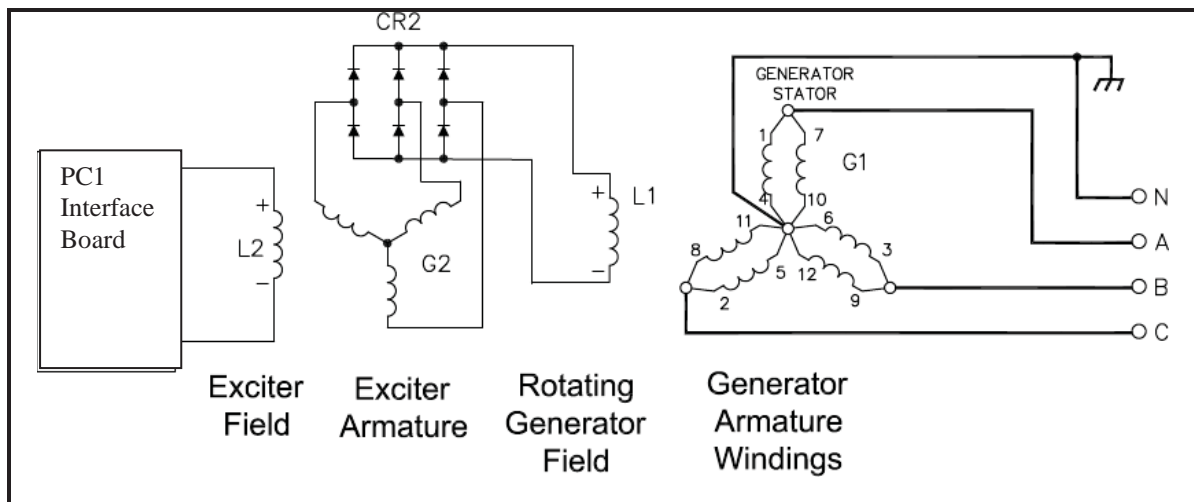 CR2
GENERATOR
STATOR
1
7
G1
4
10
11
6
8
3
5
12
2
9
N
A
B
C
PC1
Interface
Board
+
L2
−
G2
+
L1
−
Exciter
Field
Exciter
Armature
Rotating
Generator
Field
Generator
Armature
Windings